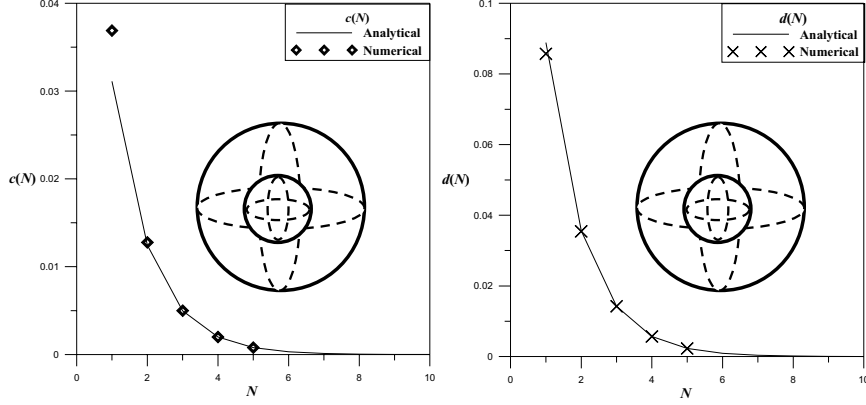 c(N)
Analytical
Numerical
0.04
0.03
0.02
0.01
0
c(N)
0 2 4 6 8 10
N
d(N)
Analytical
Numerical
0.1
0.08
0.06
0.04
0.02
0
d(N)
0 2 4 6 8 10
N